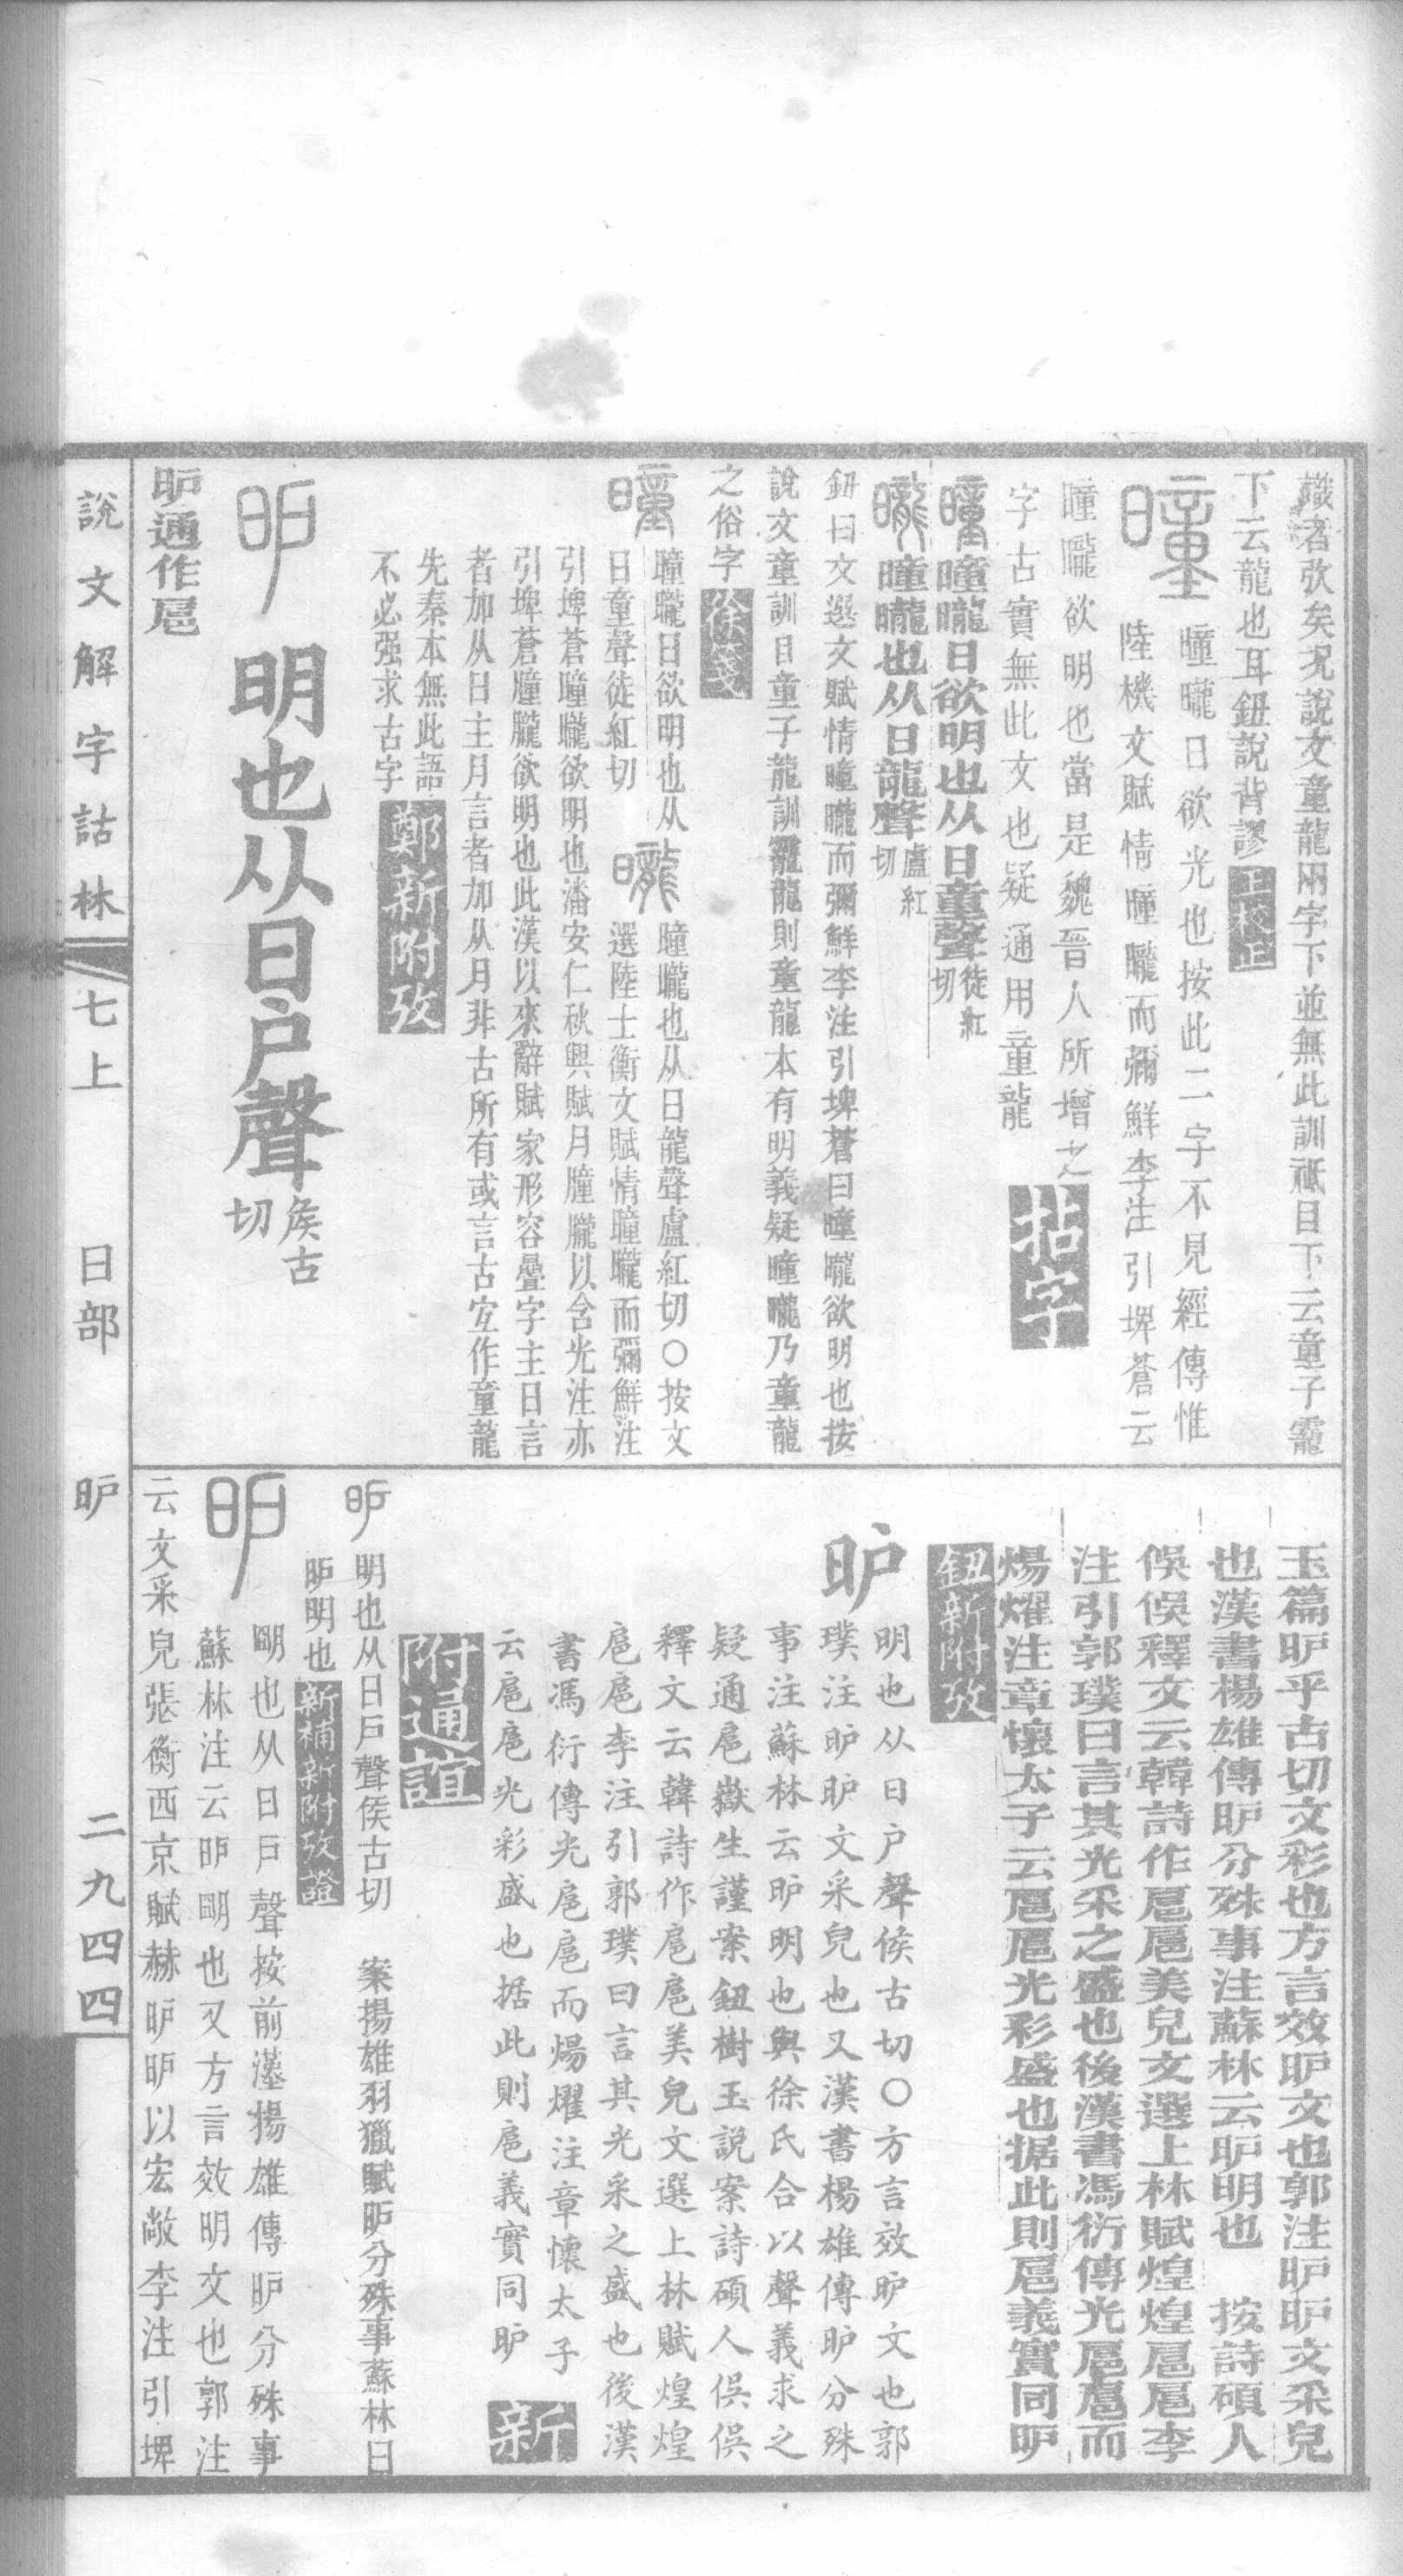 識者攷矣況說文童龍兩字下並無此訓祇目下云童子龗
下云龍也耳鈕說背謬王校正
曈曨日欲光也按此二字不見經傳惟
陸機文賦情曈曨而彌鮮李注引埤蒼云
曈曨欲明也當是魏晉人所增之拈字
字古實無此文也疑通用童龍
曈曈曨日欲明也从日童聲徒紅切
曨曈曨也从日龍聲盧紅切
鈕曰文選文賦情曈曨而彌鮮李注引埤蒼曰曈曨欲明也按
說文童訓目童子龍訓龗龍則童龍本有明義疑曈曨乃童龍
之俗字徐箋
曈曈曨日欲明也从日童聲徒紅切
曨曈曨也从日龍聲盧紅切〇按文選陸士衡文賦情曈曨而彌鮮注
引埤蒼曈曨欲明也潘安仁秋興賦月朣朧以含光注亦
引埤蒼朣朧欲明也此漢以來辭賦家形容疊字主日言
者加从日主月言者加从月非古所有或言古宐作童龍
先秦本無此語鄭新附攷
不必强求古字
昈明也从日户聲矦古切
昈通作扈
玉篇昈乎古切文彩也方言效昈文也郭注昈昈文采皃
也漢書楊雄傳昈分殊事注蘇林云昈明也 按詩碩人
俁俁釋文云韓詩作扈扈美皃文選上林賦煌煌扈扈李
注引郭璞曰言其光采之盛也後漢書馮衍傳光扈扈而
煬燿注章懷太子云扈扈光彩盛也据此則扈義實同昈
鈕新附攷
昈明也从日户聲侯古切〇方言效昈文也郭
璞注昈昈文采皃也又漢書楊雄傳昈分殊
事注蘇林云昈明也與徐氏合以聲義求之
疑通扈嶽生謹案鈕樹玉說案詩碩人俁俁
釋文云韓詩作扈扈美皃文選上林賦煌煌
扈扈李注引郭璞曰言其光采之盛也後漢
書馮衍傳光扈扈而煬燿注章懷太子
云扈扈光彩盛也据此則扈義實同昈 新
附通誼
昈明也从日戶聲侯古切 案揚雄羽獵賦昈分殊事蘇林曰
昈明也新補新附攷證
昈朙也从日戶聲按前漢揚雄傳昈分殊事
蘇林注云昈朙也又方言效明文也郭注
云文采皃張衡西京賦赫昈昈以宏敞李注引埤
說文解字詁林 七上 日部 昈 二九四四